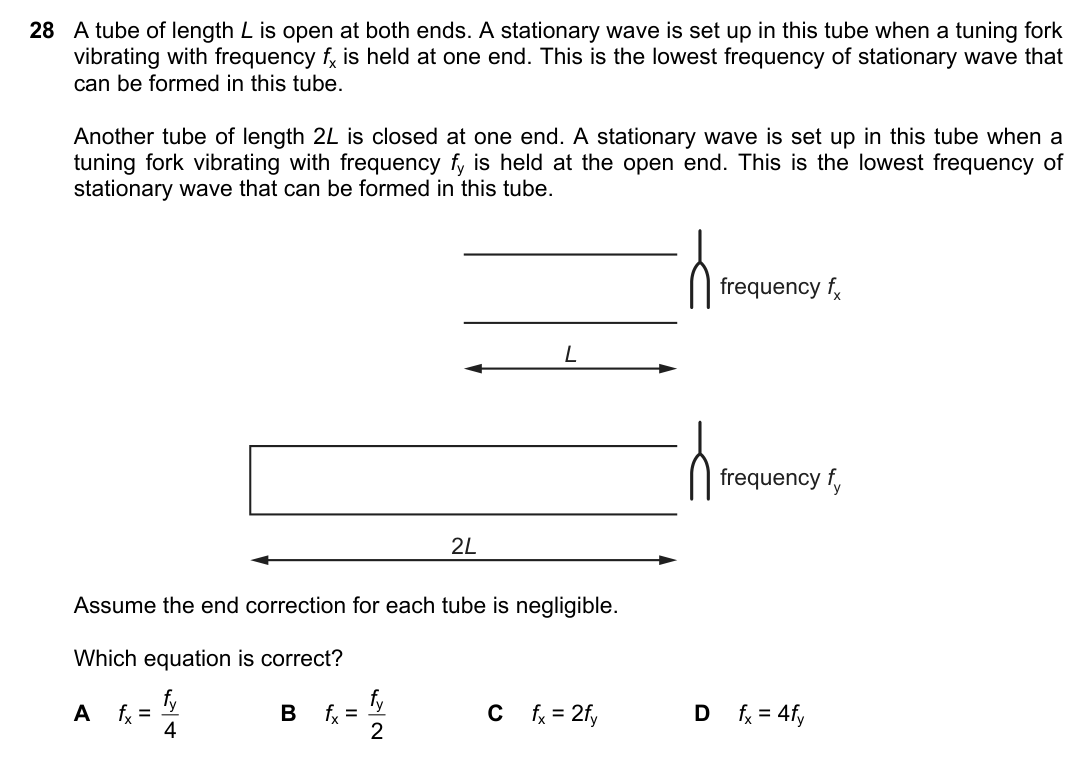 28 A tube of length L is open at both ends. A stationary wave is set up in this tube when a tuning fork
vibrating with frequency fx is held at one end. This is the lowest frequency of stationary wave that
can be formed in this tube.
Another tube of length 2L is closed at one end. A stationary wave is set up in this tube when a
tuning fork vibrating with frequency fy is held at the open end. This is the lowest frequency of
stationary wave that can be formed in this tube.
frequency fx
L
frequency fy
2L
Assume the end correction for each tube is negligible.
Which equation is correct?
A fx = fy/4 B fx = fy/2 C fx = 2fy D fx = 4fy